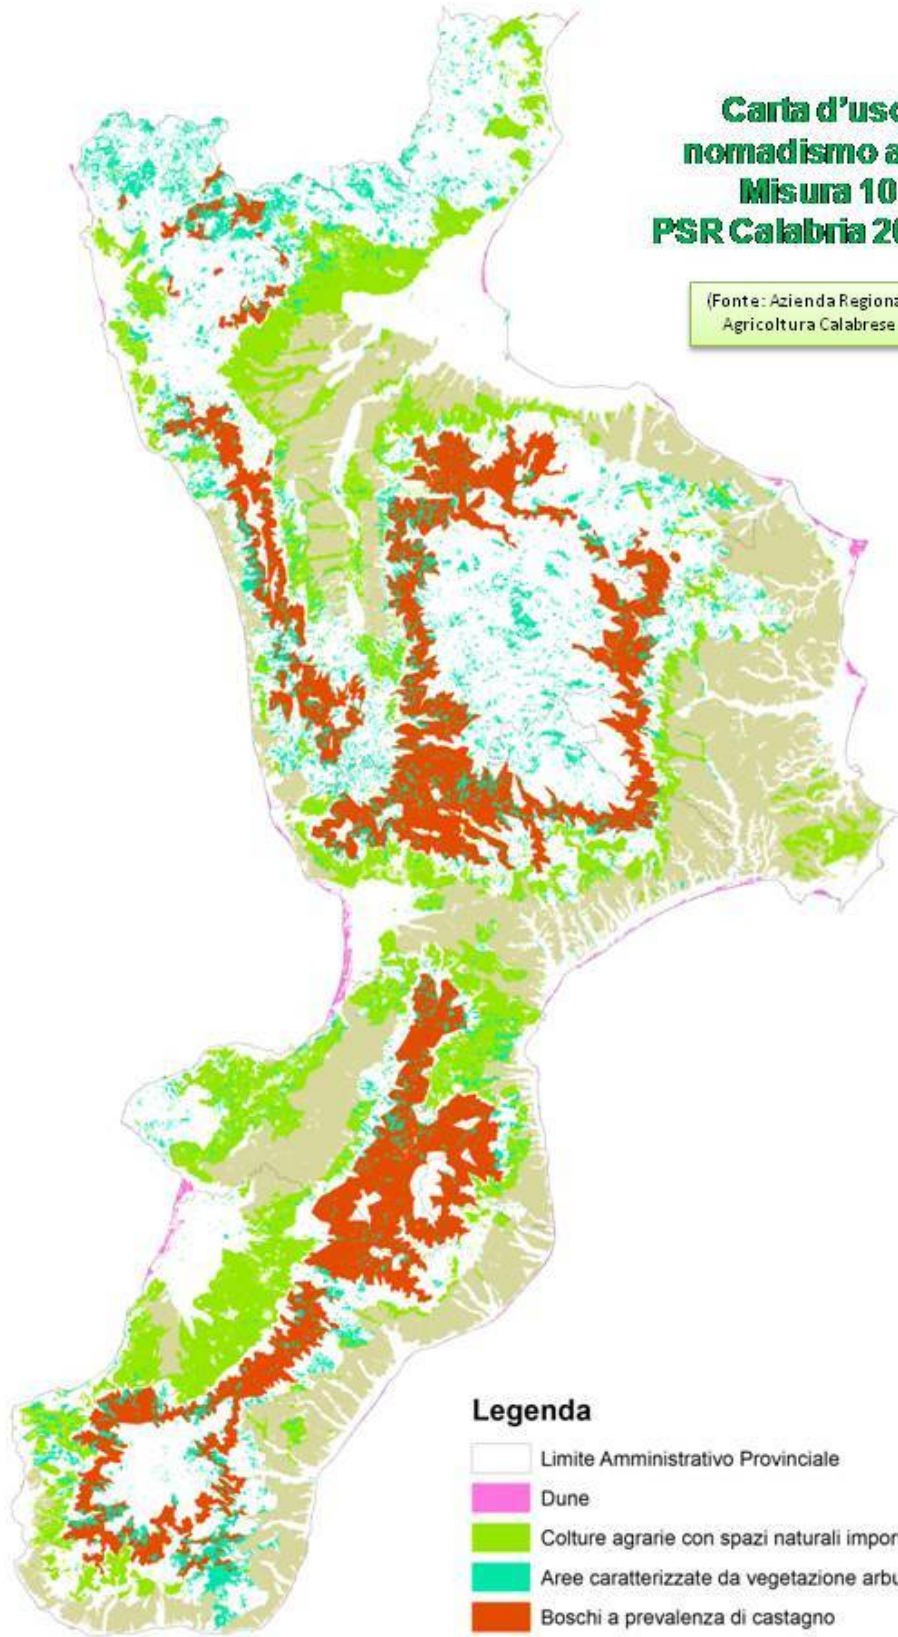 Carta d'uso
nomadismo a
Misura 10
PSR Calabria 20
(Fonte: Azienda Regiona
Agricoltura Calabrese
Legenda
Limite Amministrativo Provinciale
Dune
Colture agrarie con spazi naturali impor
Aree caratterizzate da vegetazione arbu
Boschi a prevalenza di castagno